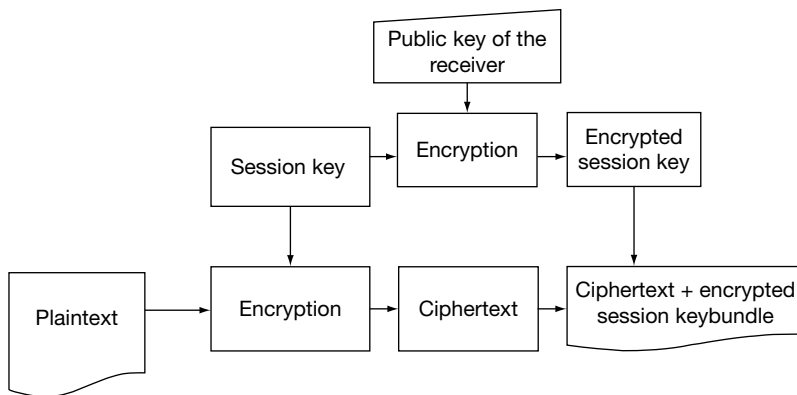 Public key of the
receiver
Session key
Encryption
Encrypted
session key
Plaintext
Encryption
Ciphertext
Ciphertext + encrypted
session keybundle